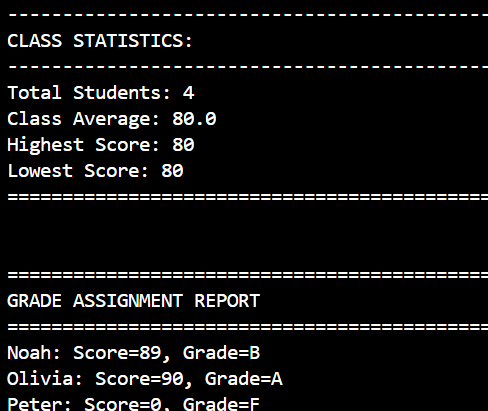 ---------------------------------------------
CLASS STATISTICS:
---------------------------------------------
Total Students: 4
Class Average: 80.0
Highest Score: 80
Lowest Score: 80
=============================================
=============================================
GRADE ASSIGNMENT REPORT
=============================================
Noah: Score=89, Grade=B
Olivia: Score=90, Grade=A
Peter: Score=0, Grade=F